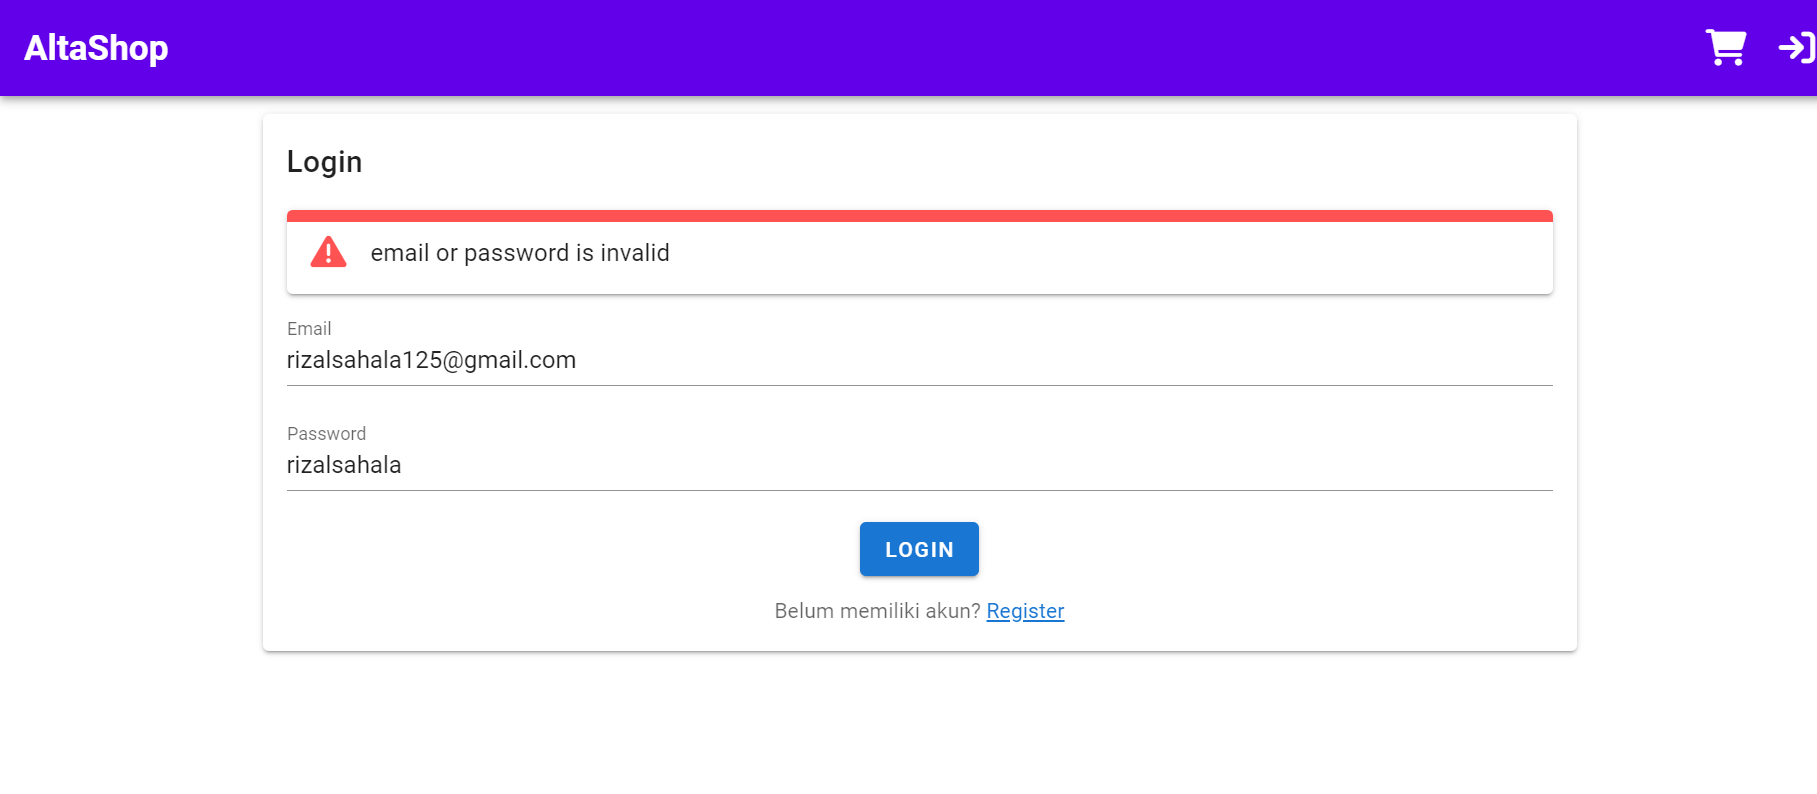 AltaShop
Login
email or password is invalid
Email
rizalsahala125@gmail.com
Password
rizalsahala
LOGIN
Belum memiliki akun? Register